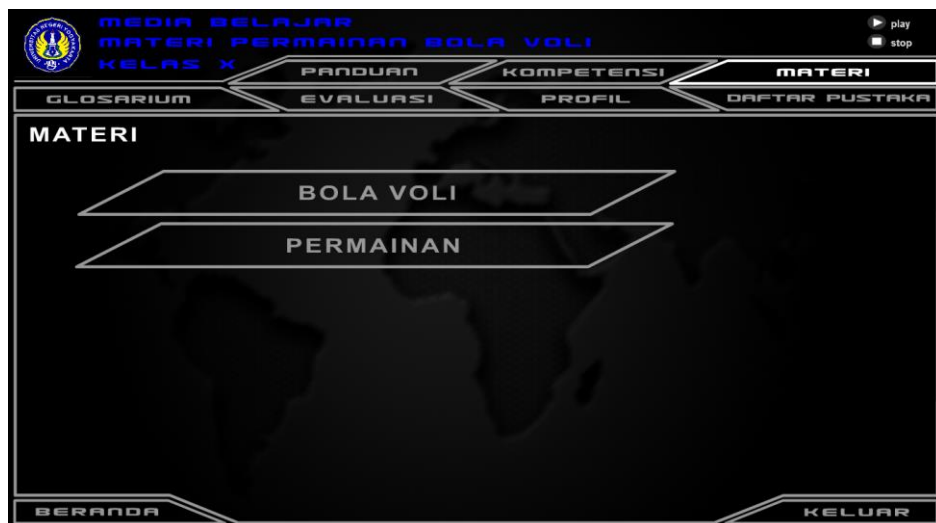 MEDIA BELAJAR
MATERI PERMAINAN BOLA VOLI
KELAS X
play
stop
PANDUAN
KOMPETENSI
MATERI
GLOSARIUM
EVALUASI
PROFIL
DAFTAR PUSTAKA
MATERI
BOLA VOLI
PERMAINAN
BERANDA
KELUAR